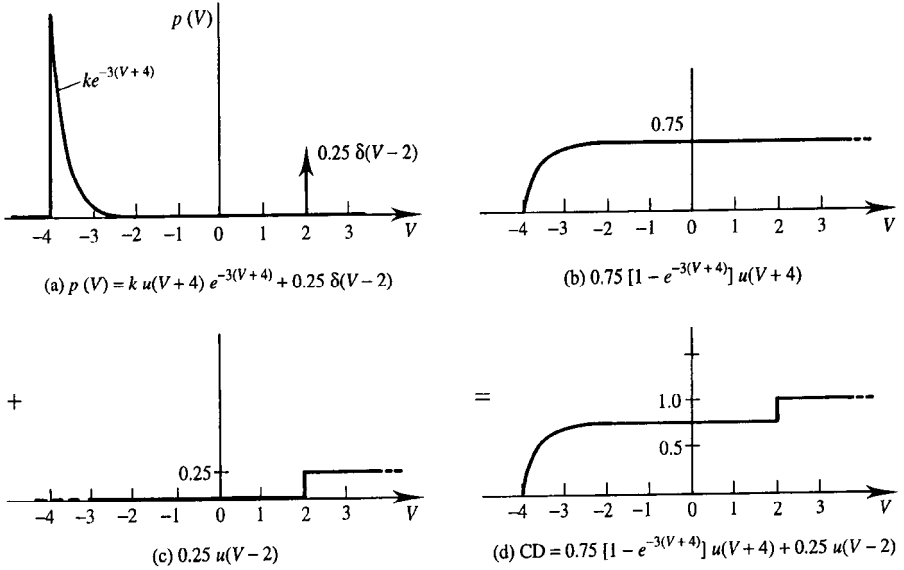 p (V)
ke^{-3(V+4)}
0.25 δ(V – 2)
–4 –3 –2 –1 0 1 2 3 V
(a) p (V) = k u(V + 4) e^{-3(V+4)} + 0.25 δ(V – 2)
0.75
–4 –3 –2 –1 0 1 2 3 V
(b) 0.75 [1 – e^{-3(V+4)}] u(V + 4)
+
0.25
–4 –3 –2 –1 0 1 2 3 V
(c) 0.25 u(V – 2)
=
1.0
0.5
–4 –3 –2 –1 0 1 2 3 V
(d) CD = 0.75 [1 – e^{-3(V+4)}] u(V + 4) + 0.25 u(V – 2)